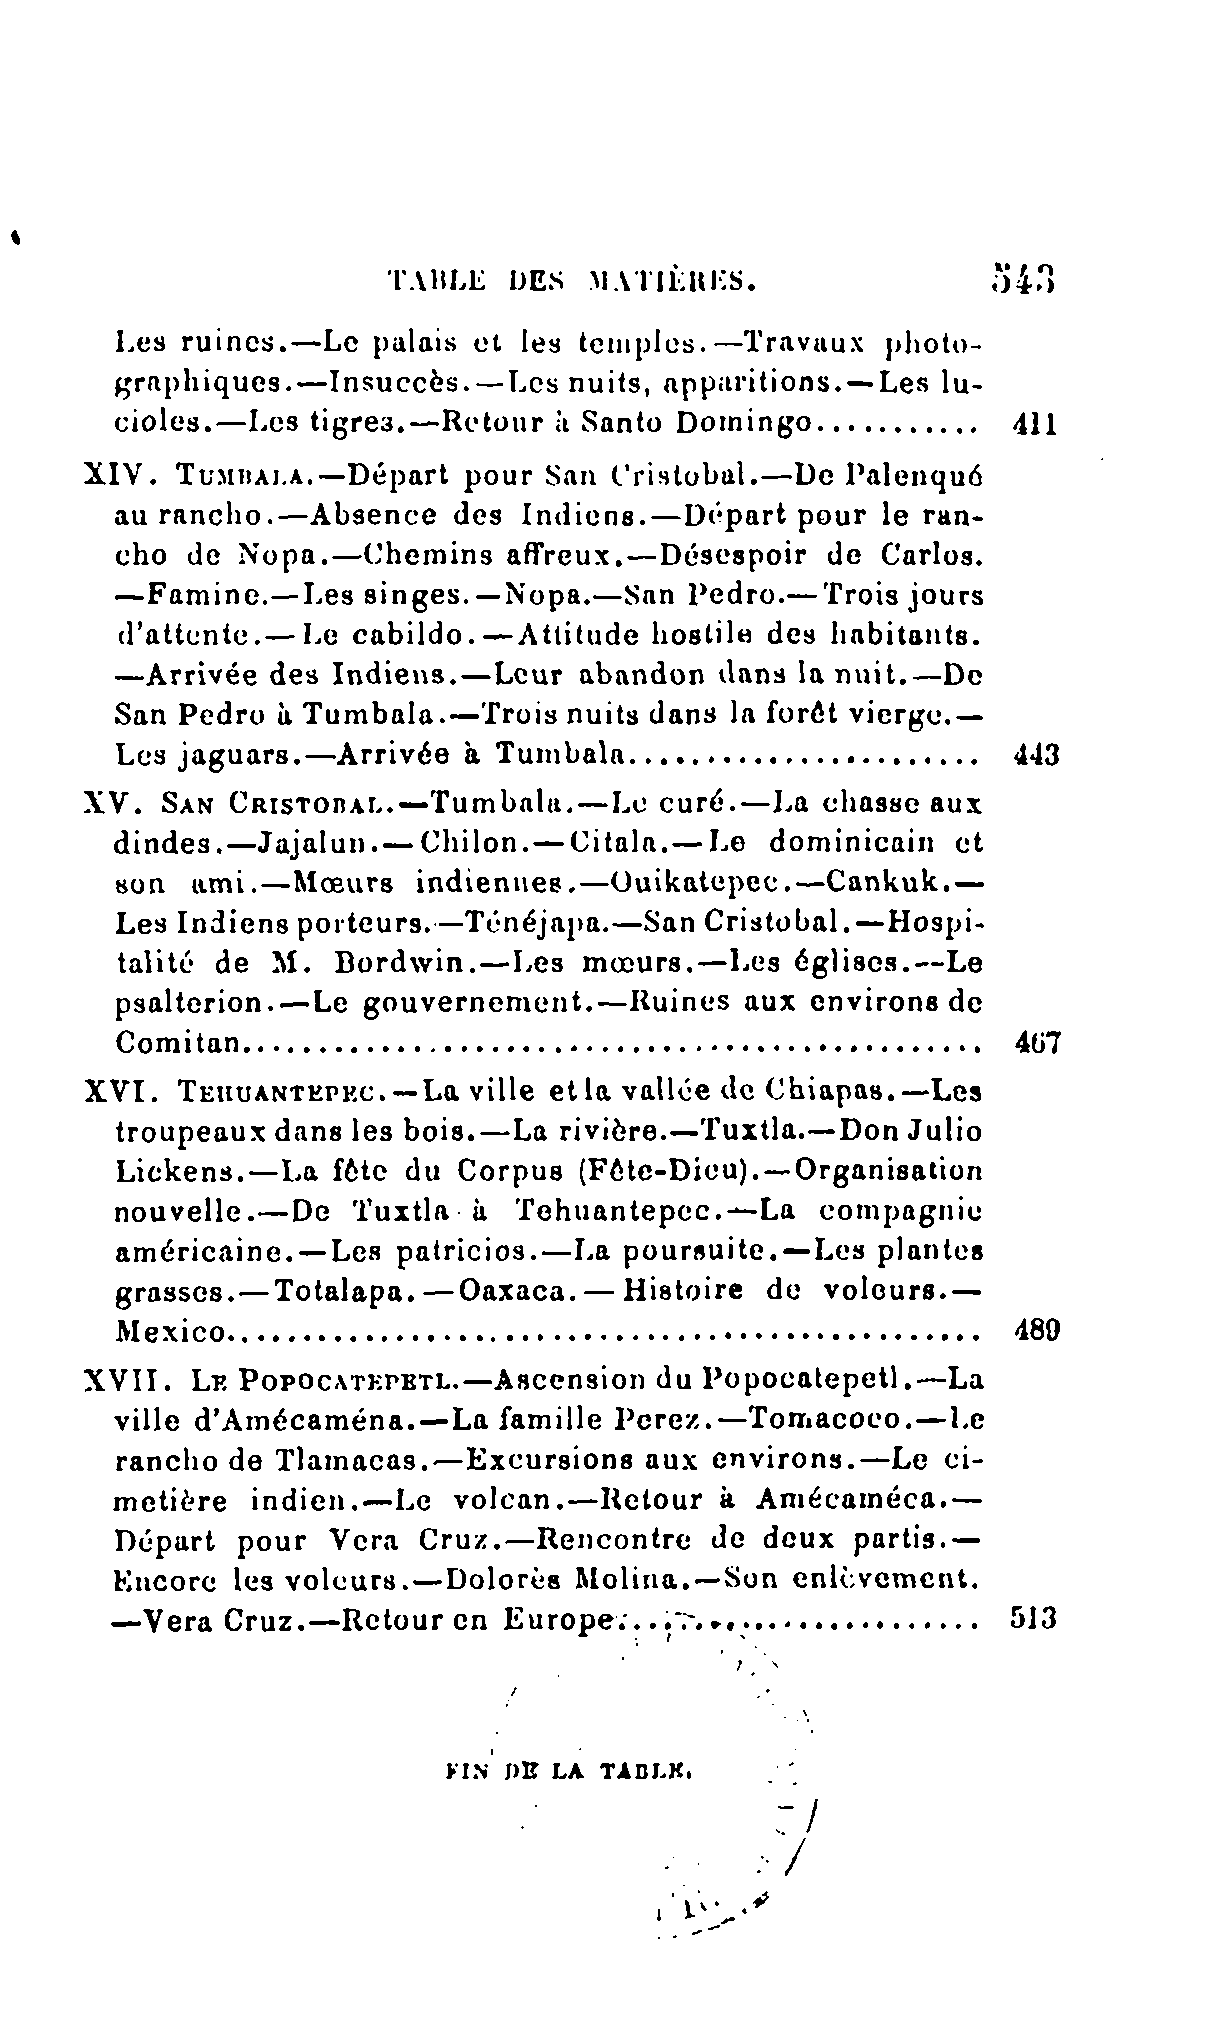 TABLE DES MATIÈRES. 543
Les ruines.—Le palais et les temples.—Travaux photo-
graphiques.—Insuccès.—Les nuits, apparitions.—Les lu-
cioles.—Les tigres.—Retour à Santo Domingo........... 411
XIV. TUMBALA.—Départ pour San Cristobal.—De Palenqué
au rancho.—Absence des Indiens.—Départ pour le ran-
cho de Nopa.—Chemins affreux.—Désespoir de Carlos.
—Famine.—Les singes.—Nopa.—San Pedro.—Trois jours
d'attente.—Le cabildo.—Attitude hostile des habitants.
—Arrivée des Indiens.—Leur abandon dans la nuit.—De
San Pedro à Tumbala.—Trois nuits dans la forêt vierge.—
Les jaguars.—Arrivée à Tumbala....................... 443
XV. SAN CRISTOBAL.—Tumbala.—Le curé.—La chasse aux
dindes.—Jajalun.—Chilon.—Citala.—Le dominicain et
son ami.—Mœurs indiennes.—Ouikatepec.—Cankuk.—
Les Indiens porteurs.—Ténéjapa.—San Cristobal.—Hospi-
talité de M. Bordwin.—Les mœurs.—Les églises.—Le
psalterion.—Le gouvernement.—Ruines aux environs de
Comitan............................................... 467
XVI. TEHUANTEPEC.—La ville et la vallée de Chiapas.—Les
troupeaux dans les bois.—La rivière.—Tuxtla.—Don Julio
Lickens.—La fête du Corpus (Fête-Dieu).—Organisation
nouvelle.—De Tuxtla à Tehuantepec.—La compagnie
américaine.—Les patricios.—La poursuite.—Les plantes
grasses.—Totalapa.—Oaxaca.—Histoire de voleurs.—
Mexico................................................ 489
XVII. LE POPOCATEPETL.—Ascension du Popocatepetl.—La
ville d'Amécaména.—La famille Perez.—Tomacoco.—Le
rancho de Tlamacas.—Excursions aux environs.—Le ci-
metière indien.—Le volcan.—Retour à Amécaméca.—
Départ pour Vera Cruz.—Rencontre de deux partis.—
Encore les voleurs.—Dolorès Molina.—Son enlèvement.
—Vera Cruz.—Retour en Europe....................... 513
FIN DE LA TABLE.